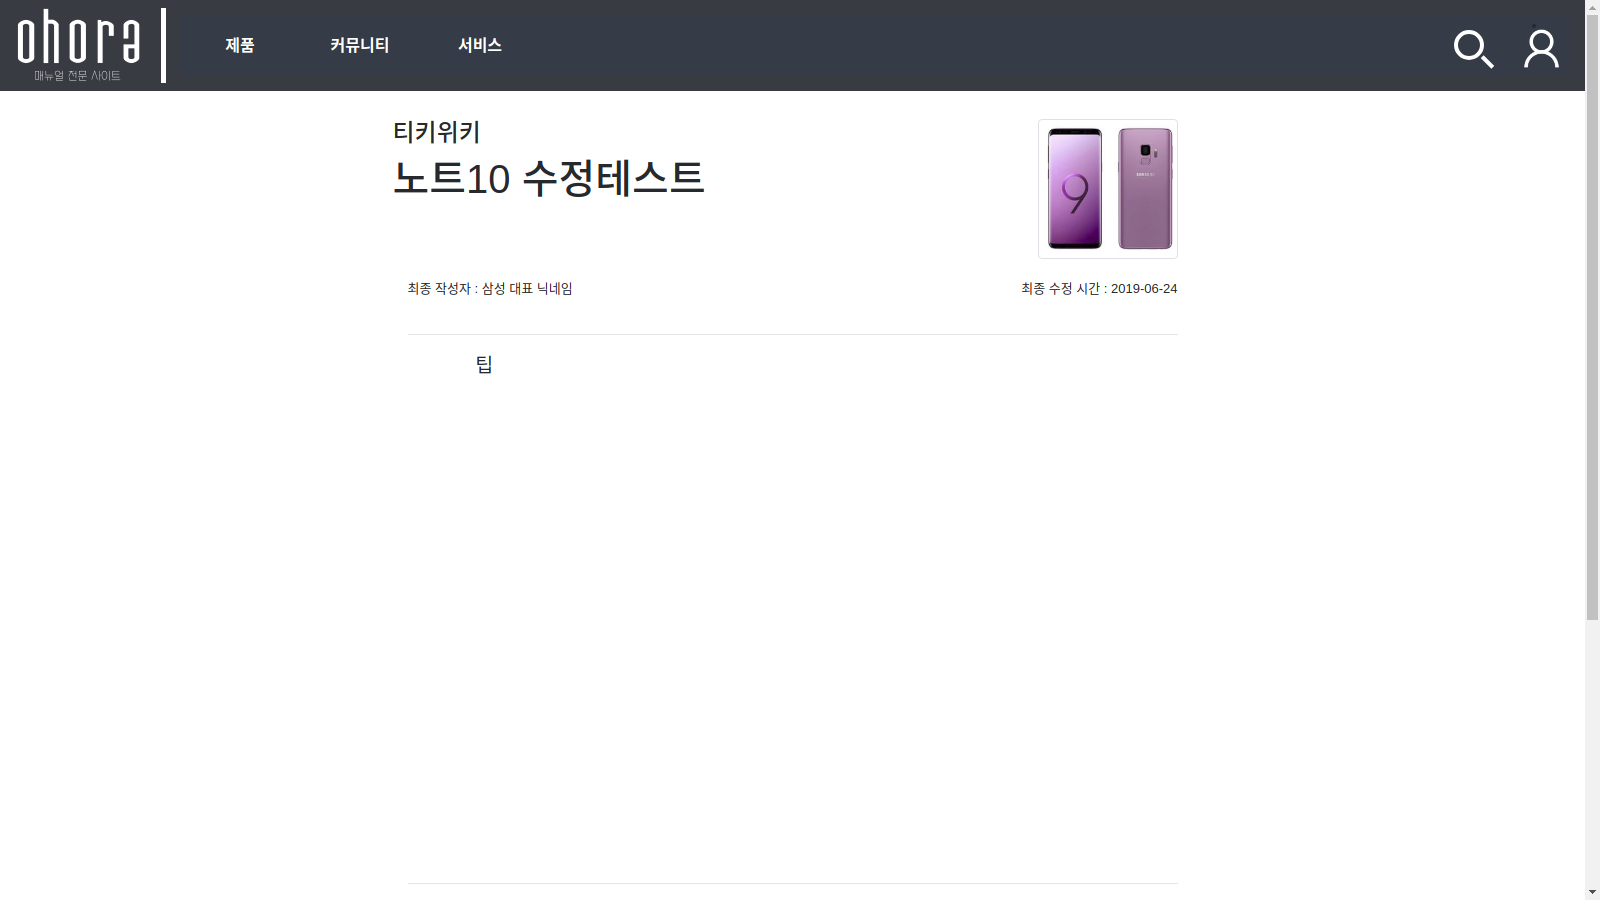 ohora
매뉴얼 전문 사이트
제품
커뮤니티
서비스
티키위키
노트10 수정테스트
9
SAMSUNG
최종 작성자 : 삼성 대표 닉네임
최종 수정 시간 : 2019-06-24
팁